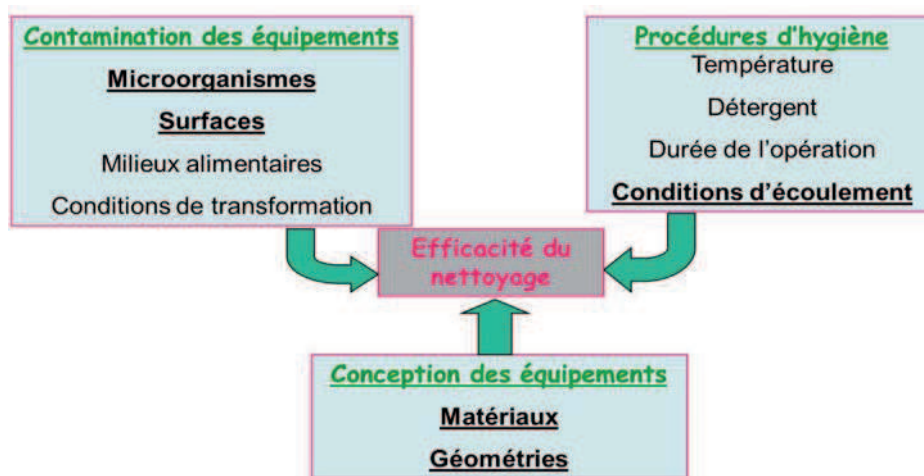 Contamination des équipements
Microorganismes
Surfaces
Milieux alimentaires
Conditions de transformation
Procédures d'hygiène
Température
Détergent
Durée de l'opération
Conditions d'écoulement
Efficacité du
nettoyage
Conception des équipements
Matériaux
Géométries